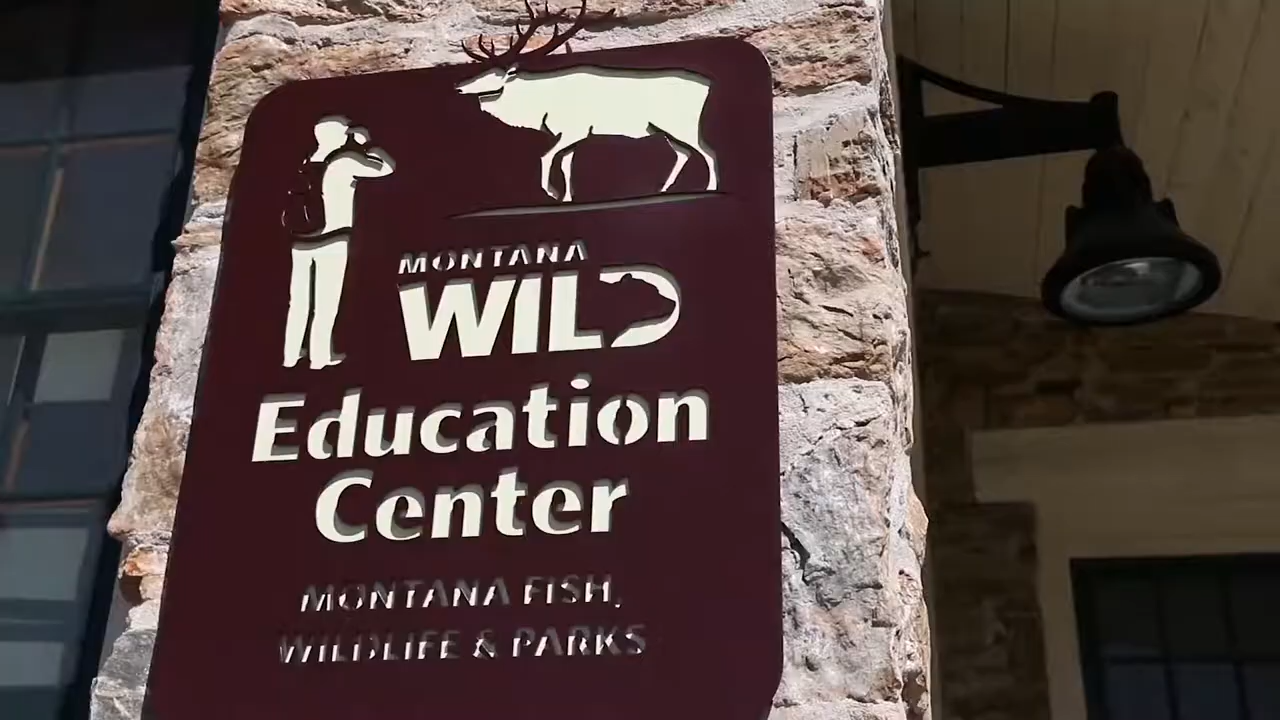 MONTANA
WILD
Education
Center
MONTANA FISH,
WILDLIFE & PARKS